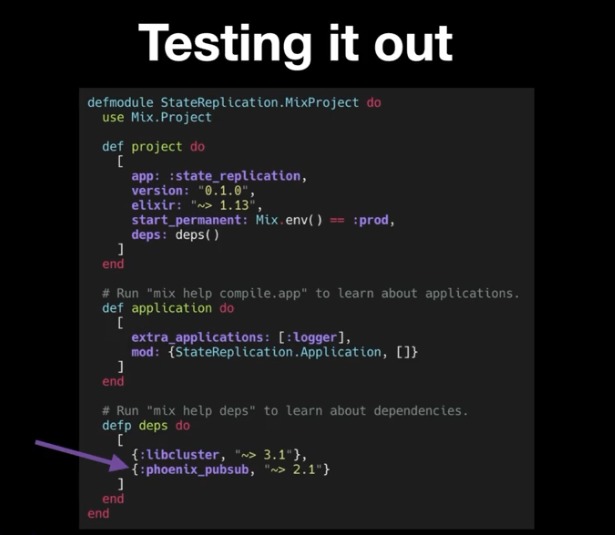 Testing it out
defmodule StateReplication.MixProject do
use Mix.Project
def project do
[
app: :state_replication,
version: "0.1.0",
elixir: "~> 1.13",
start_permanent: Mix.env() == :prod,
deps: deps()
]
end
# Run "mix help compile.app" to learn about applications.
def application do
[
extra_applications: [:logger],
mod: {StateReplication.Application, []}
]
end
# Run "mix help deps" to learn about dependencies.
defp deps do
[
{:libcluster, "~> 3.1"},
{:phoenix_pubsub, "~> 2.1"}
]
end
end